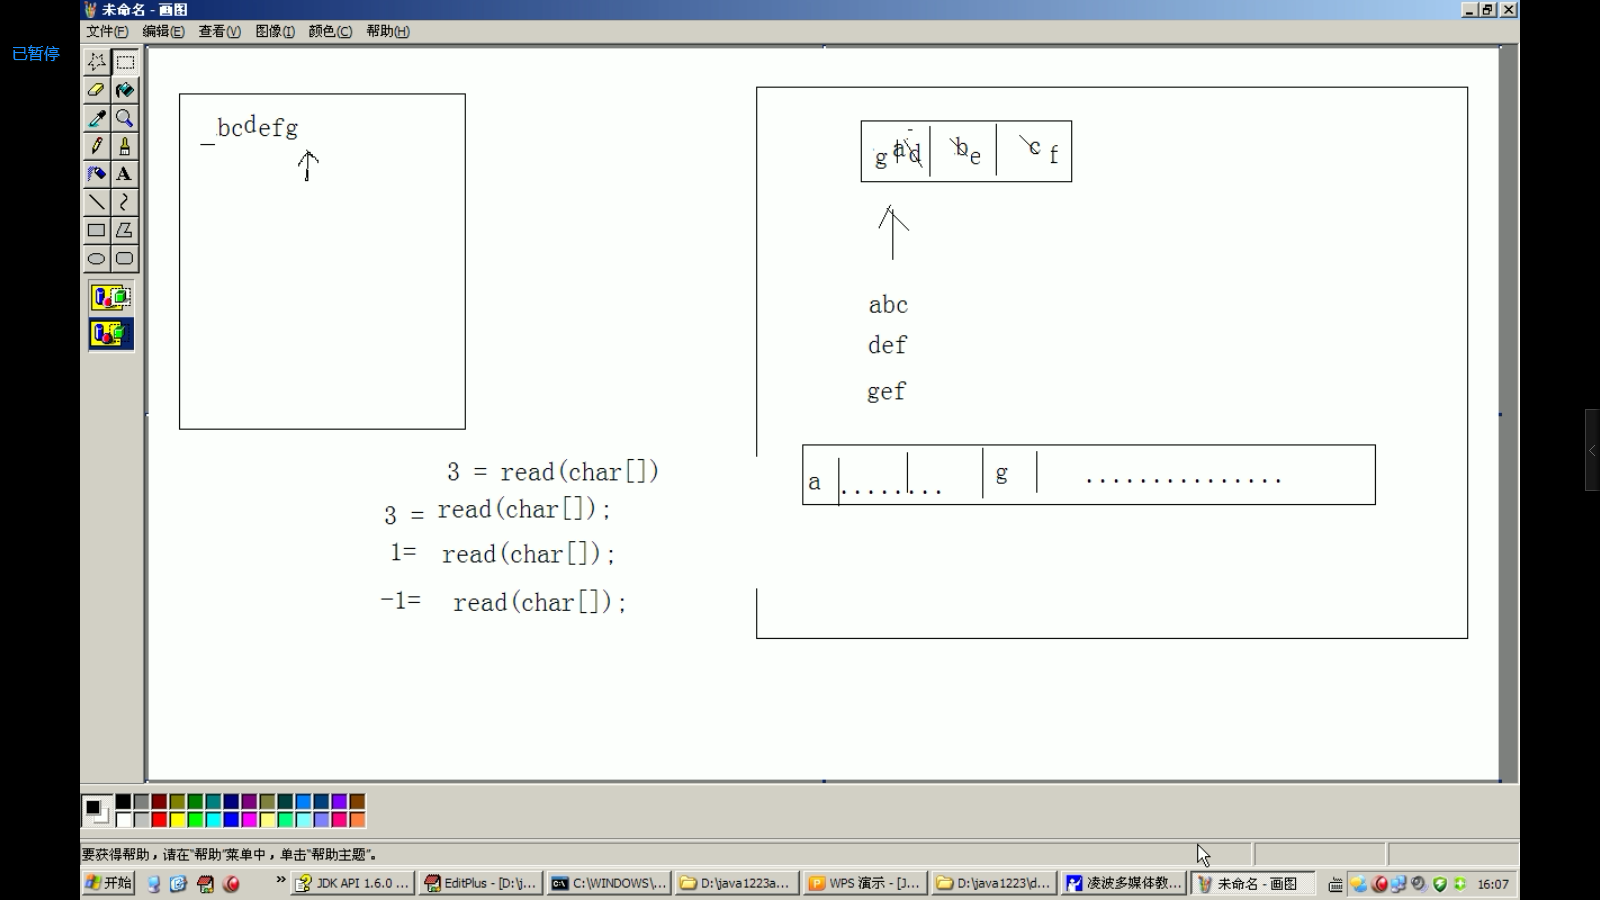 未命名 - 画图
文件(F) 编辑(E) 查看(V) 图像(I) 颜色(C) 帮助(H)
已暂停
_bcdefg
g a d b e c f
abc
def
gef
a ......... g ...............
3 = read(char[])
3 = read(char[]);
1= read(char[]);
-1= read(char[]);
要获得帮助，请在"帮助"菜单中，单击"帮助主题"。
开始 » JDK API 1.6.0 ... EditPlus - [D:\j... C:\WINDOWS\... D:\java1223a... WPS 演示 - [J... D:\java1223\d... 凌波多媒体教... 未命名 - 画图 16:07